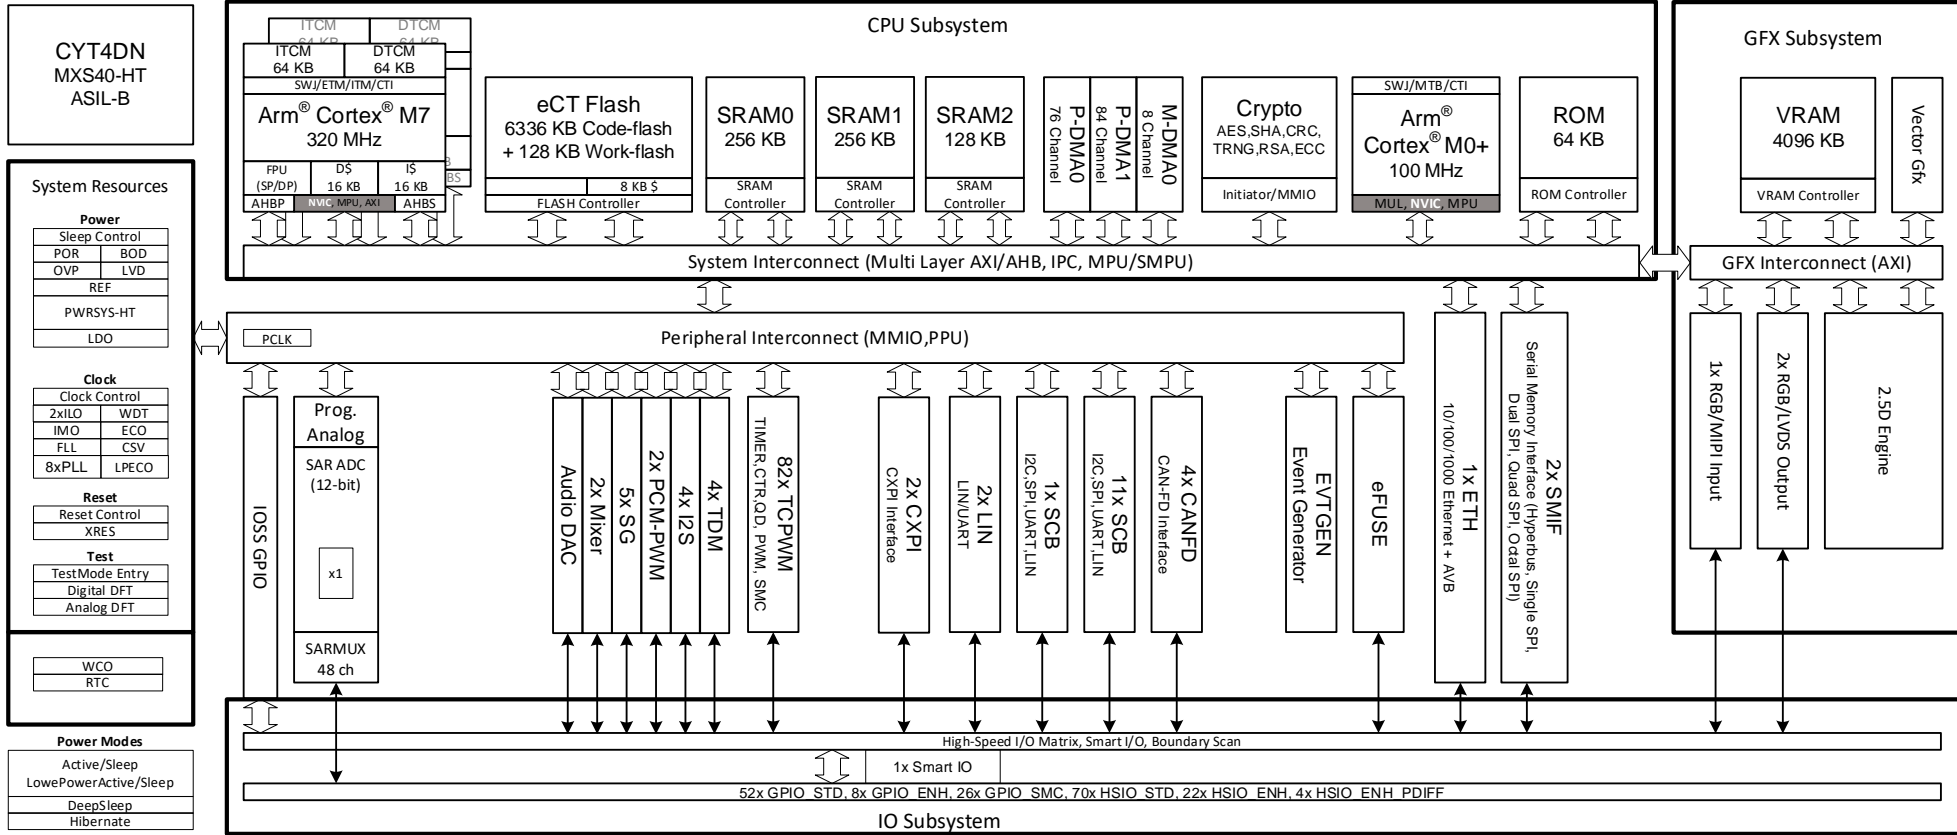 CYT4DN
MXS40-HT
ASIL-B
System Resources
Power
Sleep Control
POR BOD
OVP LVD
REF
PWRSYS-HT
LDO
Clock
Clock Control
2xILO WDT
IMO ECO
FLL CSV
8xPLL LPECO
Reset
Reset Control
XRES
Test
TestMode Entry
Digital DFT
Analog DFT
WCO
RTC
Power Modes
Active/Sleep
LowePowerActive/Sleep
DeepSleep
Hibernate
CPU Subsystem
ITCM DTCM
64 KB 64 KB
ITCM DTCM
64 KB 64 KB
SWJ/ETM/ITM/CTI
Arm® Cortex® M7
320 MHz
FPU
(SP/DP)
D$
16 KB
I$
16 KB
AHBP
NVIC, MPU, AXI
AHBS
eCT Flash
6336 KB Code-flash
+ 128 KB Work-flash
8 KB $
FLASH Controller
SRAM0
256 KB
SRAM
Controller
SRAM1
256 KB
SRAM
Controller
SRAM2
128 KB
SRAM
Controller
P-DMA0
76 Channel
P-DMA1
84 Channel
M-DMA0
8 Channel
Crypto
AES,SHA,CRC,
TRNG,RSA,ECC
Initiator/MMIO
SWJ/MTB/CTI
Arm®
Cortex® M0+
100 MHz
MUL, NVIC, MPU
ROM
64 KB
ROM Controller
System Interconnect (Multi Layer AXI/AHB, IPC, MPU/SMPU)
GFX Subsystem
VRAM
4096 KB
VRAM Controller
Vector Gfx
GFX Interconnect (AXI)
1x RGB/MIPI Input
2x RGB/LVDS Output
2.5D Engine
PCLK
Peripheral Interconnect (MMIO,PPU)
IOSS GPIO
Prog.
Analog
SAR ADC
(12-bit)
x1
SARMUX
48 ch
Audio DAC
2x Mixer
5x SG
2x PCM-PWM
4x I2S
4x TDM
82x TCPWM
TIMER,CTR,QD, PWM, SMC
2x CXPI
CXPI Interface
2x LIN
LIN/UART
1x SCB
I2C,SPI,UART,LIN
11x SCB
I2C,SPI,UART,LIN
4x CANFD
CAN-FD Interface
EVTGEN
Event Generator
eFUSE
1x ETH
10/100/1000 Ethernet + AVB
2x SMIF
Serial Memory Interface (Hyperbus, Single SPI,
Dual SPI, Quad SPI, Octal SPI)
High-Speed I/O Matrix, Smart I/O, Boundary Scan
1x Smart IO
52x GPIO_STD, 8x GPIO_ENH, 26x GPIO_SMC, 70x HSIO_STD, 22x HSIO_ENH, 4x HSIO_ENH_PDIFF
IO Subsystem